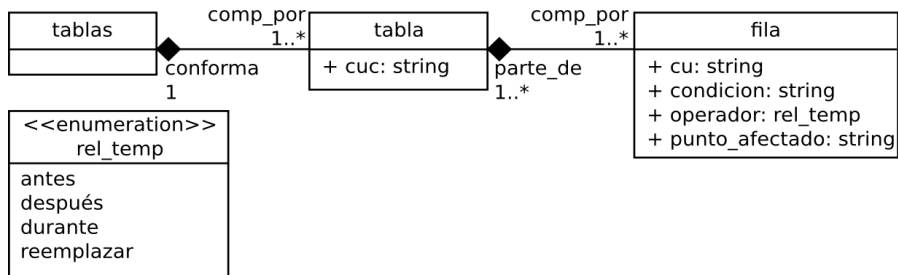 tablas
conforma
1
comp_por
1..*
tabla
+ cuc: string
parte_de
1..*
comp_por
1..*
fila
+ cu: string
+ condicion: string
+ operador: rel_temp
+ punto_afectado: string
<<enumeration>>
rel_temp
antes
después
durante
reemplazar